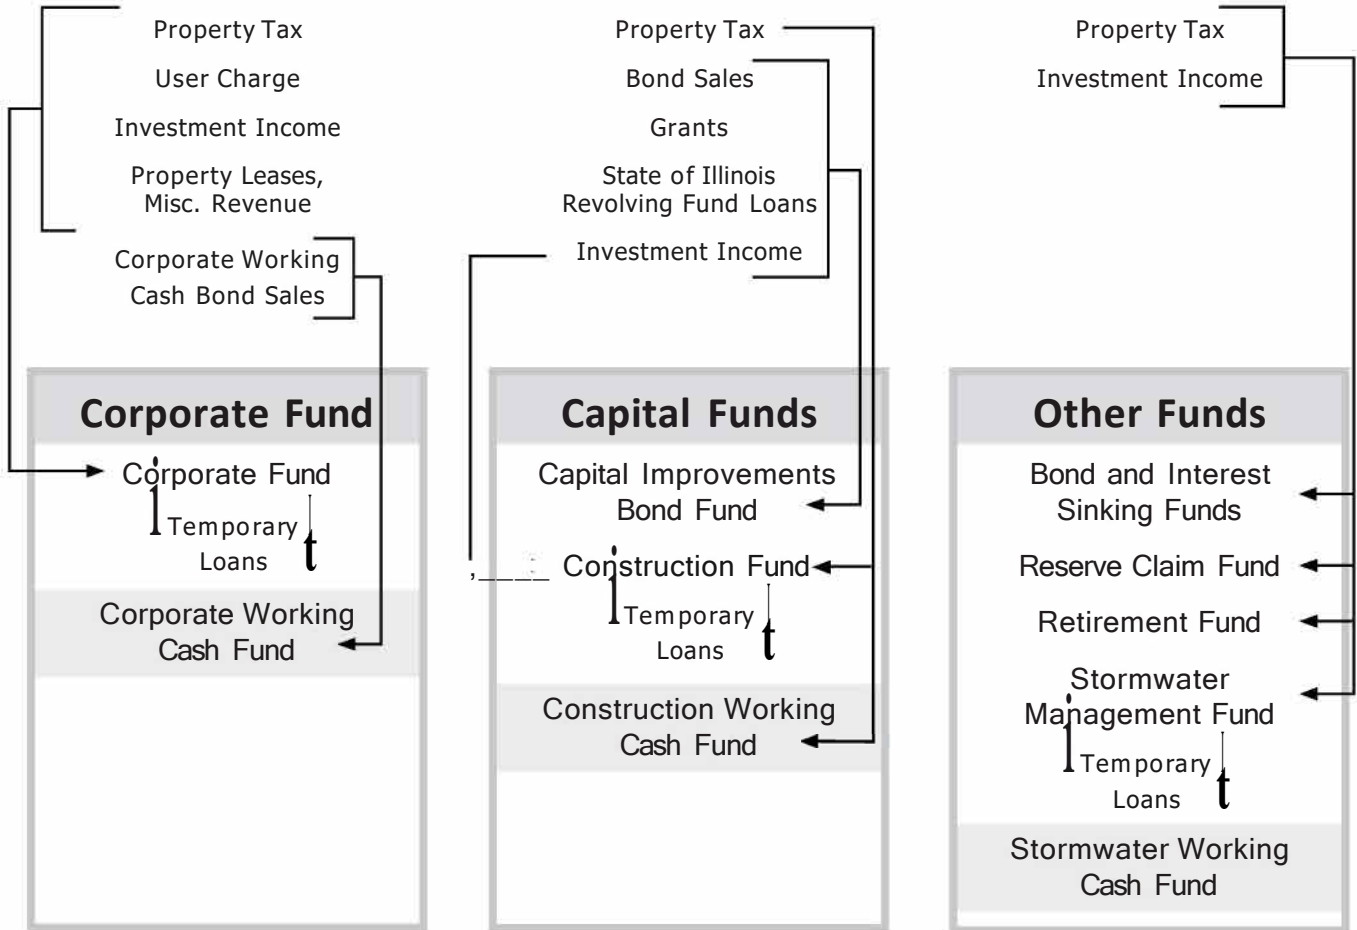 Property Tax
User Charge
Investment Income
Property Leases,
Misc. Revenue
Corporate Working
Cash Bond Sales
Property Tax
Bond Sales
Grants
State of Illinois
Revolving Fund Loans
Investment Income
Property Tax
Investment Income
Corporate Fund
Corporate Fund
Temporary
Loans
Corporate Working
Cash Fund
Capital Funds
Capital Improvements
Bond Fund
Construction Fund
Temporary
Loans
Construction Working
Cash Fund
Other Funds
Bond and Interest
Sinking Funds
Reserve Claim Fund
Retirement Fund
Stormwater
Management Fund
Temporary
Loans
Stormwater Working
Cash Fund